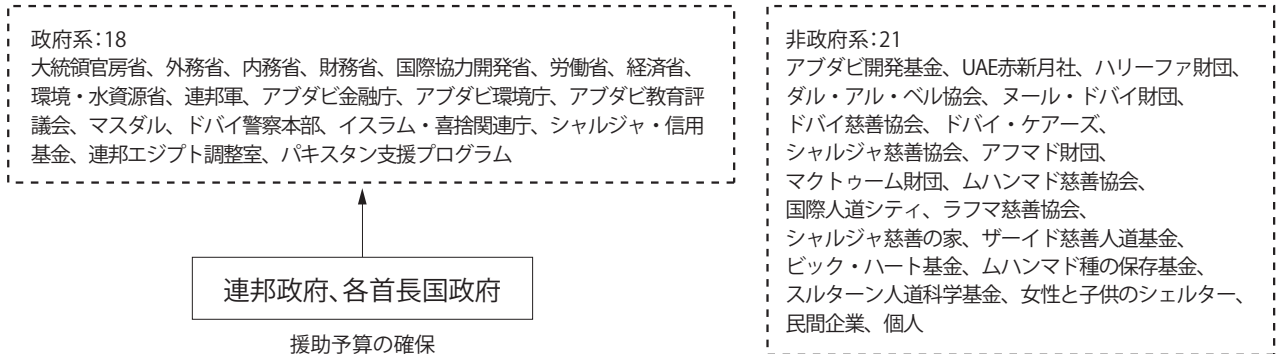 政府系：18
大統領官房省、外務省、内務省、財務省、国際協力開発省、労働省、経済省、
環境・水資源省、連邦軍、アブダビ金融庁、アブダビ環境庁、アブダビ教育評
議会、マスダル、ドバイ警察本部、イスラム・喜捨関連庁、シャルジャ・信用
基金、連邦エジプト調整室、パキスタン支援プログラム
連邦政府、各首長国政府
援助予算の確保
非政府系：21
アブダビ開発基金、UAE赤新月社、ハリーファ財団、
ダル・アル・ベル協会、ヌール・ドバイ財団、
ドバイ慈善協会、ドバイ・ケアーズ、
シャルジャ慈善協会、アフマド財団、
マクトゥーム財団、ムハンマド慈善協会、
国際人道シティ、ラフマ慈善協会、
シャルジャ慈善の家、ザーイド慈善人道基金、
ビック・ハート基金、ムハンマド種の保存基金、
スルターン人道科学基金、女性と子供のシェルター、
民間企業、個人